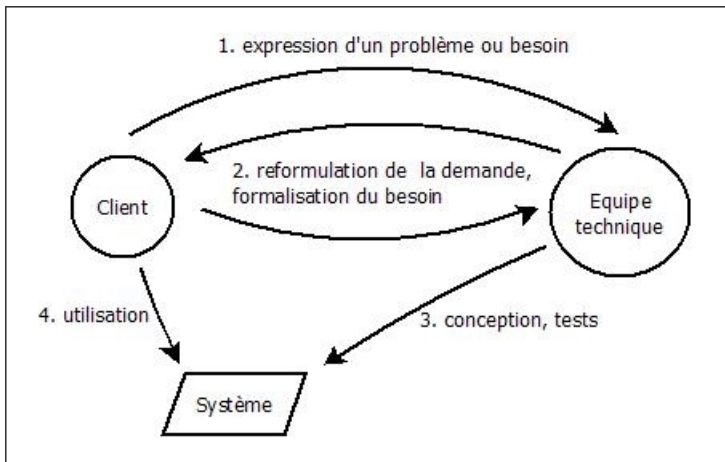 1. expression d'un problème ou besoin
2. reformulation de la demande,
formalisation du besoin
Client
Equipe
technique
4. utilisation
3. conception, tests
Système